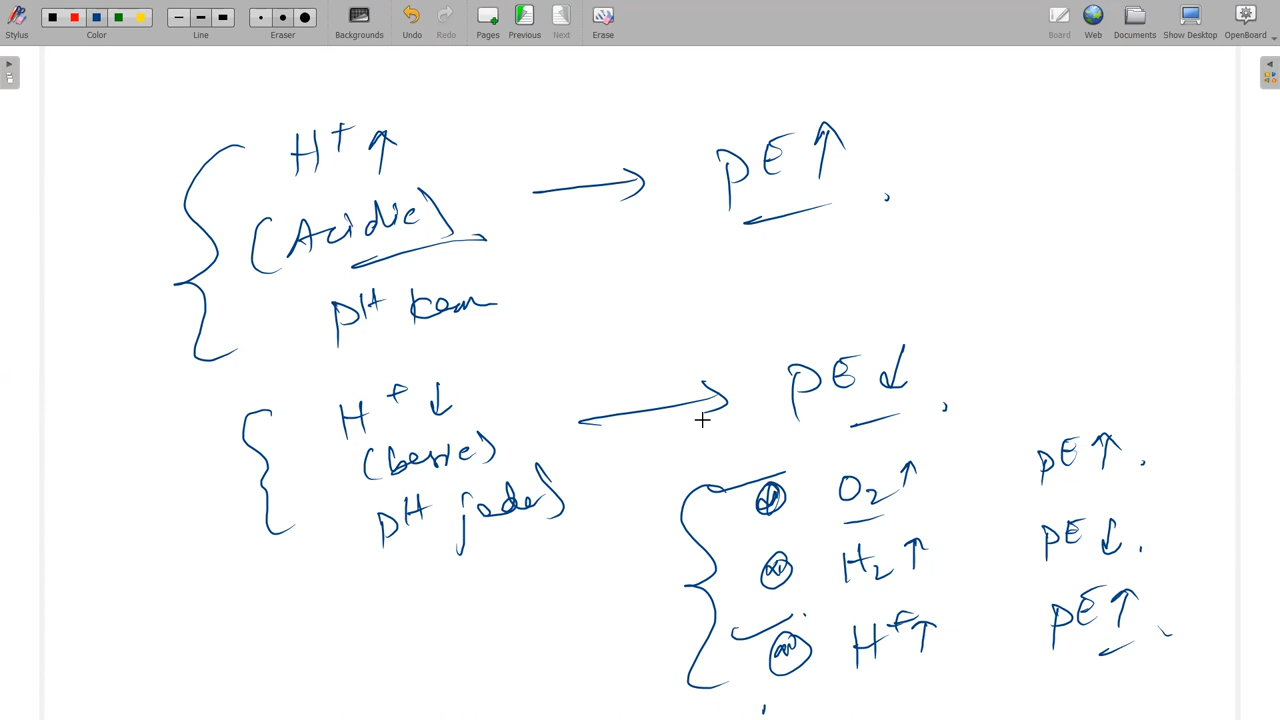 Stylus Color Line Eraser Backgrounds Undo Redo Pages Previous Next Erase Board Web Documents Show Desktop OpenBoard
H+ ↑ → pE ↑
(Acidic)
pH kam
H+ ↓ → pE ↓
(basic)
pH jada)
O2 ↑ pE ↑
H2 ↑ pE ↓
H+ ↑ pE ↑